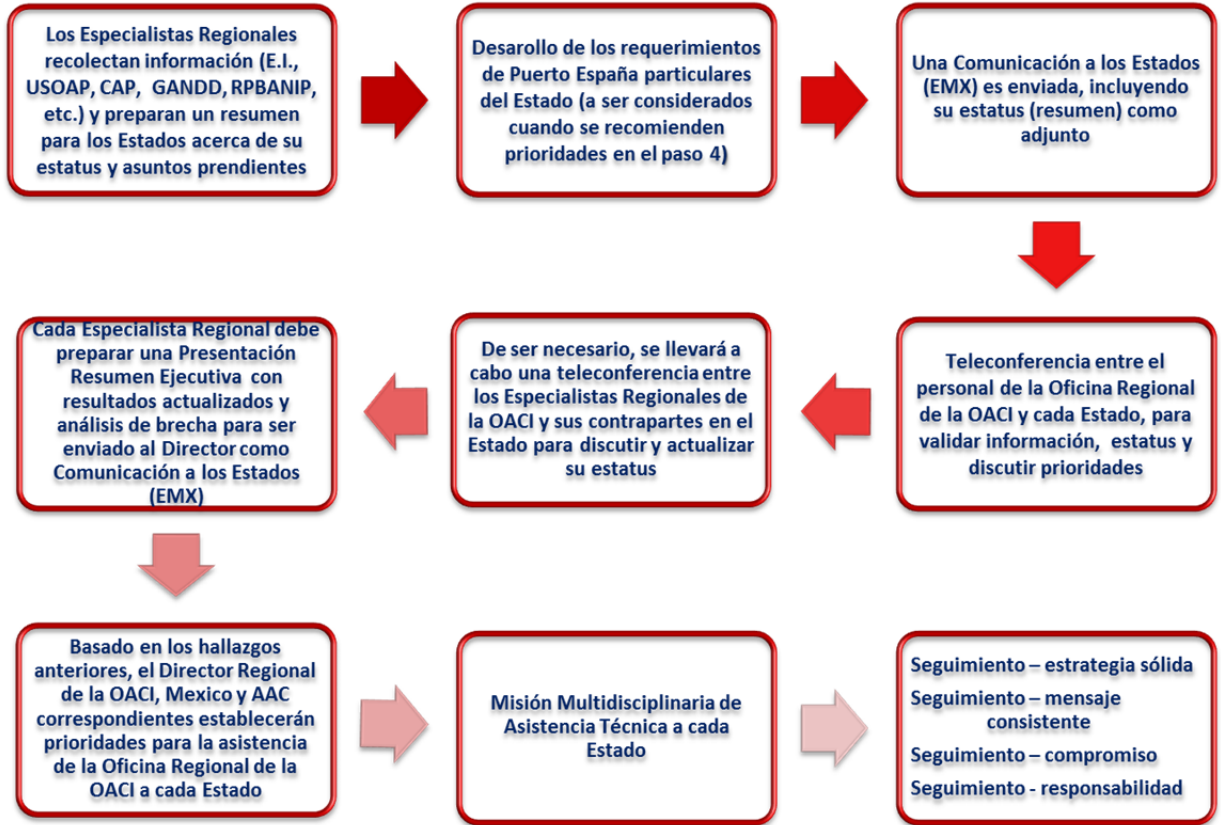 Los Especialistas Regionales
recolectan información (E.I.,
USOAP, CAP, GANDD, RPBANIP,
etc.) y preparan un resumen
para los Estados acerca de su
estatus y asuntos prendientes
Desarollo de los requerimientos
de Puerto España particulares
del Estado (a ser considerados
cuando se recomienden
prioridades en el paso 4)
Una Comunicación a los Estados
(EMX) es enviada, incluyendo
su estatus (resumen) como
adjunto
Teleconferencia entre el
personal de la Oficina Regional
de la OACI y cada Estado, para
validar información, estatus y
discutir prioridades
De ser necesario, se llevará a
cabo una teleconferencia entre
los Especialistas Regionales de
la OACI y sus contrapartes en el
Estado para discutir y actualizar
su estatus
Cada Especialista Regional debe
preparar una Presentación
Resumen Ejecutiva con
resultados actualizados y
análisis de brecha para ser
enviado al Director como
Comunicación a los Estados
(EMX)
Basado en los hallazgos
anteriores, el Director Regional
de la OACI, Mexico y AAC
correspondientes establecerán
prioridades para la asistencia
de la Oficina Regional de la
OACI a cada Estado
Misión Multidisciplinaria de
Asistencia Técnica a cada
Estado
Seguimiento – estrategia sólida
Seguimiento – mensaje
consistente
Seguimiento – compromiso
Seguimiento - responsabilidad